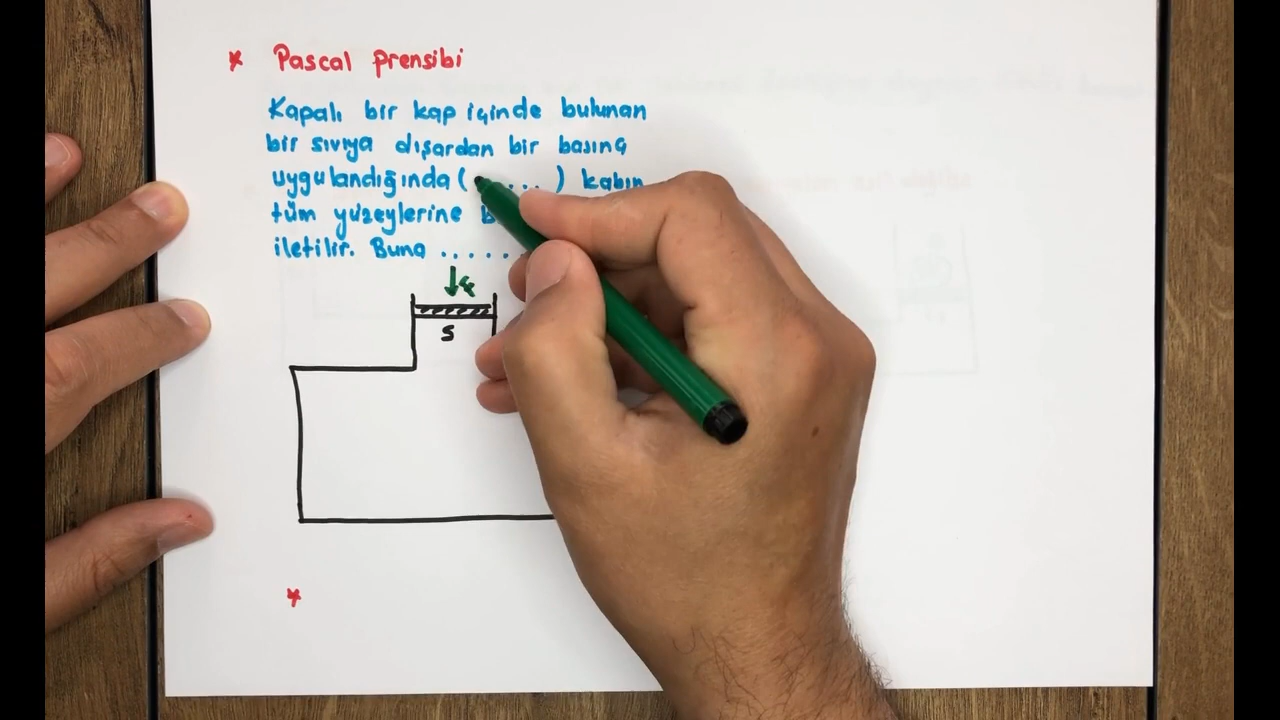 * Pascal prensibi
Kapalı bir kap içinde bulunan
bir sıvıya dışardan bir basınç
uygulandığında ( .... ) kabın
tüm yüzeylerine
iletilir. Buna ......
S
*